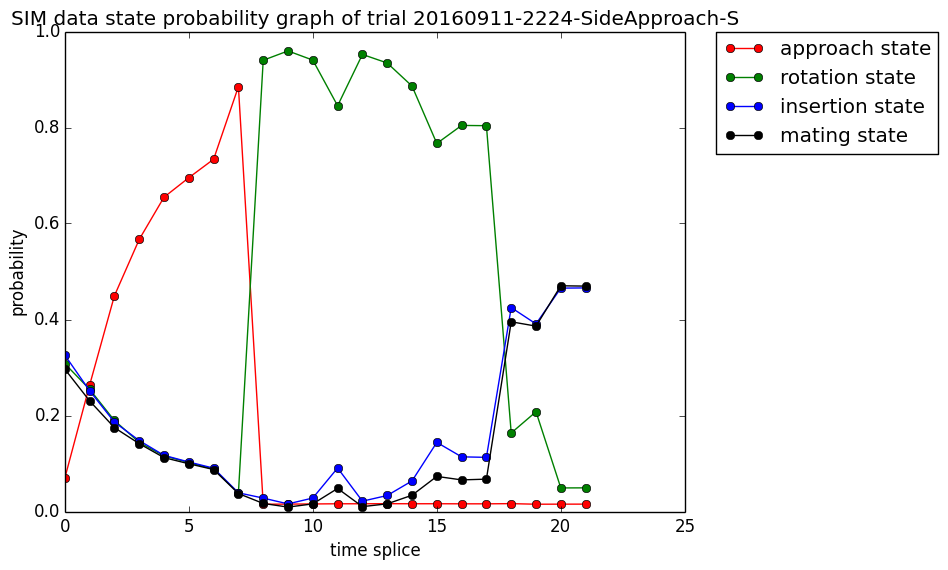 SIM data state probability graph of trial 20160911-2224-SideApproach-S
1.0
0.8
0.6
0.4
0.2
0.0
probability
0 5 10 15 20 25
time splice
approach state
rotation state
insertion state
mating state